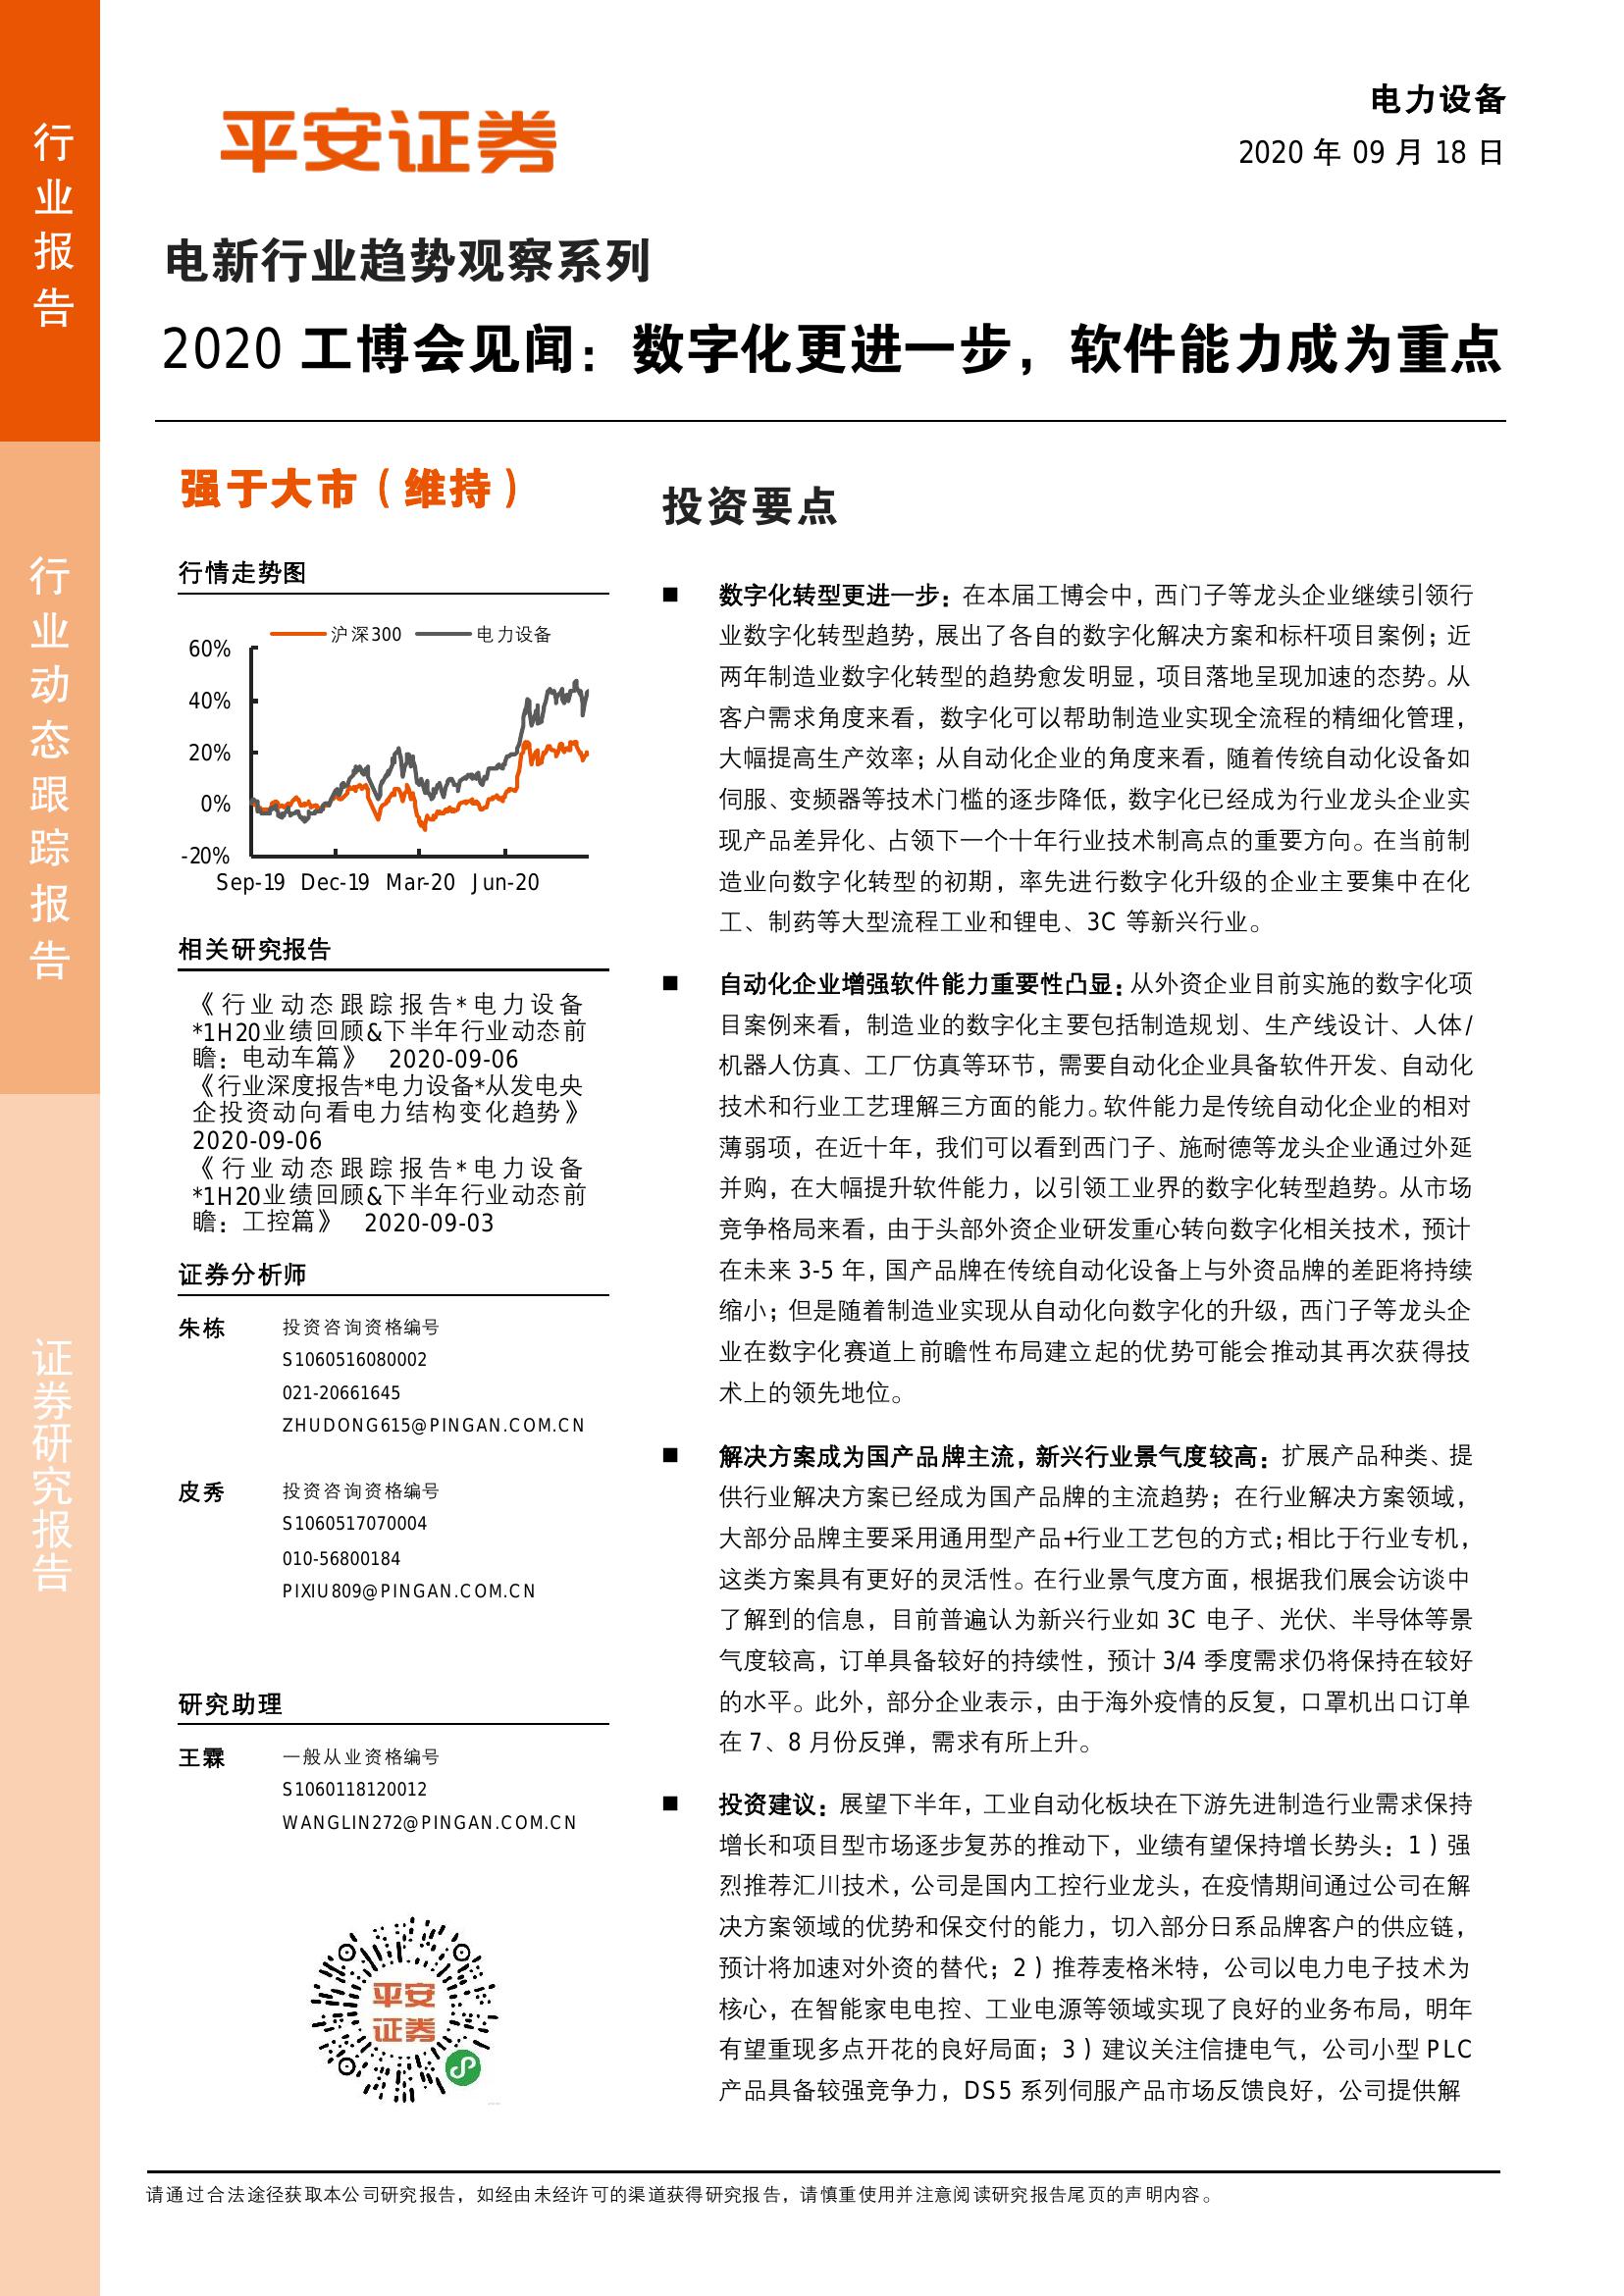 行业报告
行业动态跟踪报告
证券研究报告
平安证券
电力设备
2020 年 09 月 18 日
电新行业趋势观察系列
2020 工博会见闻：数字化更进一步，软件能力成为重点
强于大市（维持）
行情走势图
沪深300 电力设备
60%
40%
20%
0%
-20%
Sep-19 Dec-19 Mar-20 Jun-20
相关研究报告
《行业动态跟踪报告*电力设备
*1H20业绩回顾&下半年行业动态前
瞻：电动车篇》 2020-09-06
《行业深度报告*电力设备*从发电央
企投资动向看电力结构变化趋势》
2020-09-06
《行业动态跟踪报告*电力设备
*1H20业绩回顾&下半年行业动态前
瞻：工控篇》 2020-09-03
证券分析师
朱栋 投资咨询资格编号
S1060516080002
021-20661645
ZHUDONG615@PINGAN.COM.CN
皮秀 投资咨询资格编号
S1060517070004
010-56800184
PIXIU809@PINGAN.COM.CN
研究助理
王霖 一般从业资格编号
S1060118120012
WANGLIN272@PINGAN.COM.CN
平安
证券
投资要点
■ 数字化转型更进一步：在本届工博会中，西门子等龙头企业继续引领行
业数字化转型趋势，展出了各自的数字化解决方案和标杆项目案例；近
两年制造业数字化转型的趋势愈发明显，项目落地呈现加速的态势。从
客户需求角度来看，数字化可以帮助制造业实现全流程的精细化管理，
大幅提高生产效率；从自动化企业的角度来看，随着传统自动化设备如
伺服、变频器等技术门槛的逐步降低，数字化已经成为行业龙头企业实
现产品差异化、占领下一个十年行业技术制高点的重要方向。在当前制
造业向数字化转型的初期，率先进行数字化升级的企业主要集中在化
工、制药等大型流程工业和锂电、3C 等新兴行业。
■ 自动化企业增强软件能力重要性凸显：从外资企业目前实施的数字化项
目案例来看，制造业的数字化主要包括制造规划、生产线设计、人体/
机器人仿真、工厂仿真等环节，需要自动化企业具备软件开发、自动化
技术和行业工艺理解三方面的能力。软件能力是传统自动化企业的相对
薄弱项，在近十年，我们可以看到西门子、施耐德等龙头企业通过外延
并购，在大幅提升软件能力，以引领工业界的数字化转型趋势。从市场
竞争格局来看，由于头部外资企业研发重心转向数字化相关技术，预计
在未来 3-5 年，国产品牌在传统自动化设备上与外资品牌的差距将持续
缩小；但是随着制造业实现从自动化向数字化的升级，西门子等龙头企
业在数字化赛道上前瞻性布局建立起的优势可能会推动其再次获得技
术上的领先地位。
■ 解决方案成为国产品牌主流，新兴行业景气度较高：扩展产品种类、提
供行业解决方案已经成为国产品牌的主流趋势；在行业解决方案领域，
大部分品牌主要采用通用型产品+行业工艺包的方式；相比于行业专机，
这类方案具有更好的灵活性。在行业景气度方面，根据我们展会访谈中
了解到的信息，目前普遍认为新兴行业如 3C 电子、光伏、半导体等景
气度较高，订单具备较好的持续性，预计 3/4 季度需求仍将保持在较好
的水平。此外，部分企业表示，由于海外疫情的反复，口罩机出口订单
在 7、8 月份反弹，需求有所上升。
■ 投资建议：展望下半年，工业自动化板块在下游先进制造行业需求保持
增长和项目型市场逐步复苏的推动下，业绩有望保持增长势头：1）强
烈推荐汇川技术，公司是国内工控行业龙头，在疫情期间通过公司在解
决方案领域的优势和保交付的能力，切入部分日系品牌客户的供应链，
预计将加速对外资的替代；2）推荐麦格米特，公司以电力电子技术为
核心，在智能家电电控、工业电源等领域实现了良好的业务布局，明年
有望重现多点开花的良好局面；3）建议关注信捷电气，公司小型 PLC
产品具备较强竞争力，DS5 系列伺服产品市场反馈良好，公司提供解
请通过合法途径获取本公司研究报告，如经由未经许可的渠道获得研究报告，请慎重使用并注意阅读研究报告尾页的声明内容。